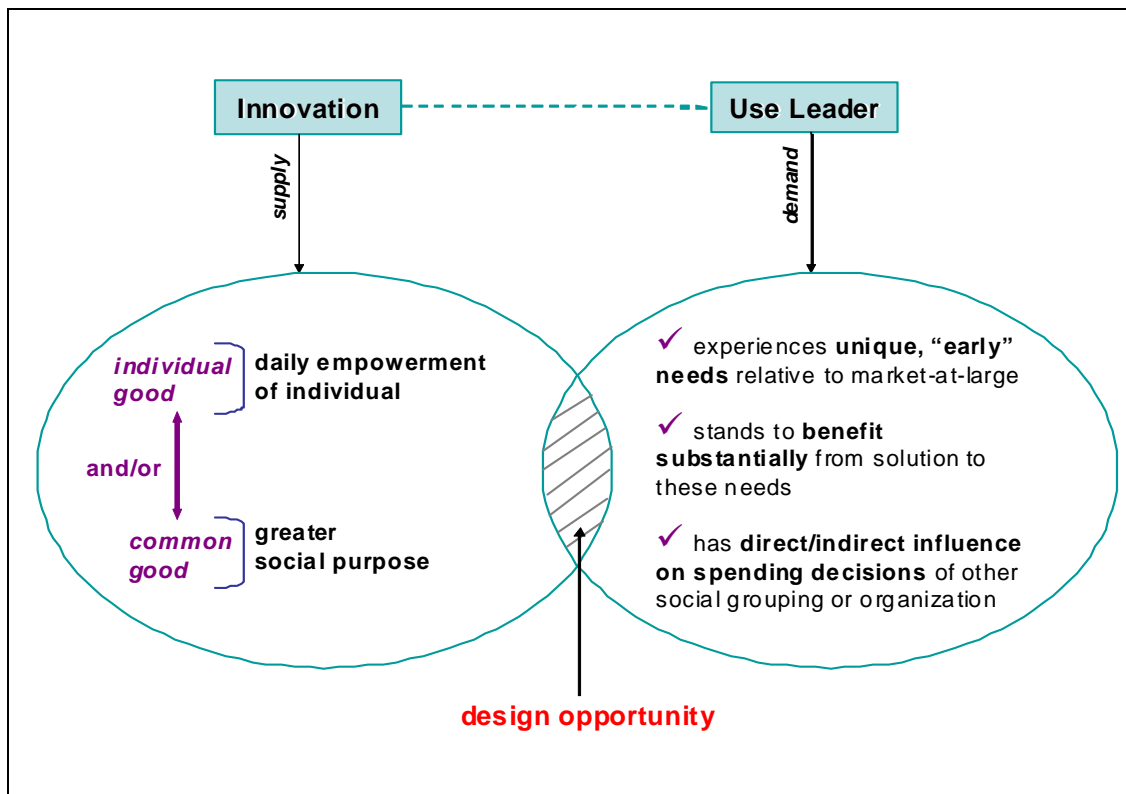 Innovation
Use Leader
supply
demand
individual
good
daily empowerment
of individual
and/or
common
good
greater
social purpose
✓ experiences unique, “early”
needs relative to market-at-large
✓ stands to benefit
substantially from solution to
these needs
✓ has direct/indirect influence
on spending decisions of other
social grouping or organization
design opportunity